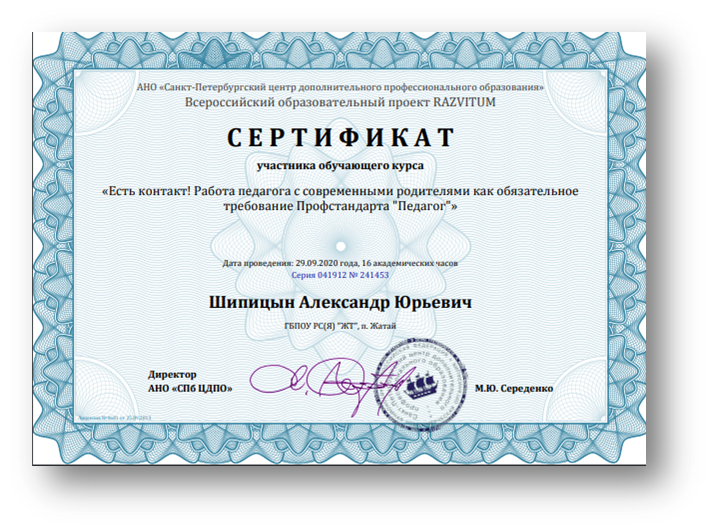 АНО «Санкт-Петербургский центр дополнительного профессионального образования»
Всероссийский образовательный проект RAZVITUM
СЕРТИФИКАТ
участника обучающего курса
«Есть контакт! Работа педагога с современными родителями как обязательное
требование Профстандарта "Педагог"»
Дата проведения: 29.09.2020 года, 16 академических часов
Серия 041912 № 241453
Шипицын Александр Юрьевич
ГБПОУ РС(Я) "ЖТ", п. Жатай
Директор
АНО «СПб ЦДПО»
М.Ю. Середенко